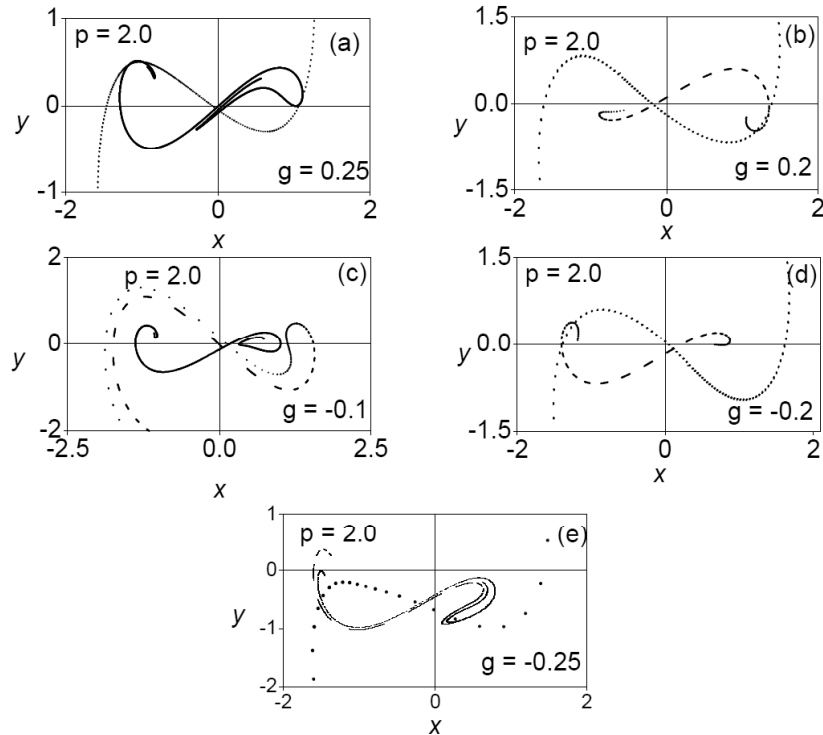 1
p = 2.0
(a)
y
0
g = 0.25
-1
-2
0
2
x
1.5
p = 2.0
(b)
y
0.0
g = 0.2
-1.5
-2
0
2
x
2
p = 2.0
(c)
y
0
g = -0.1
-2
-2.5
0.0
2.5
x
1.5
p = 2.0
(d)
y
0.0
g = -0.2
-1.5
-2
0
2
x
1
p = 2.0
(e)
0
y
-1
g = -0.25
-2
-2
0
2
x